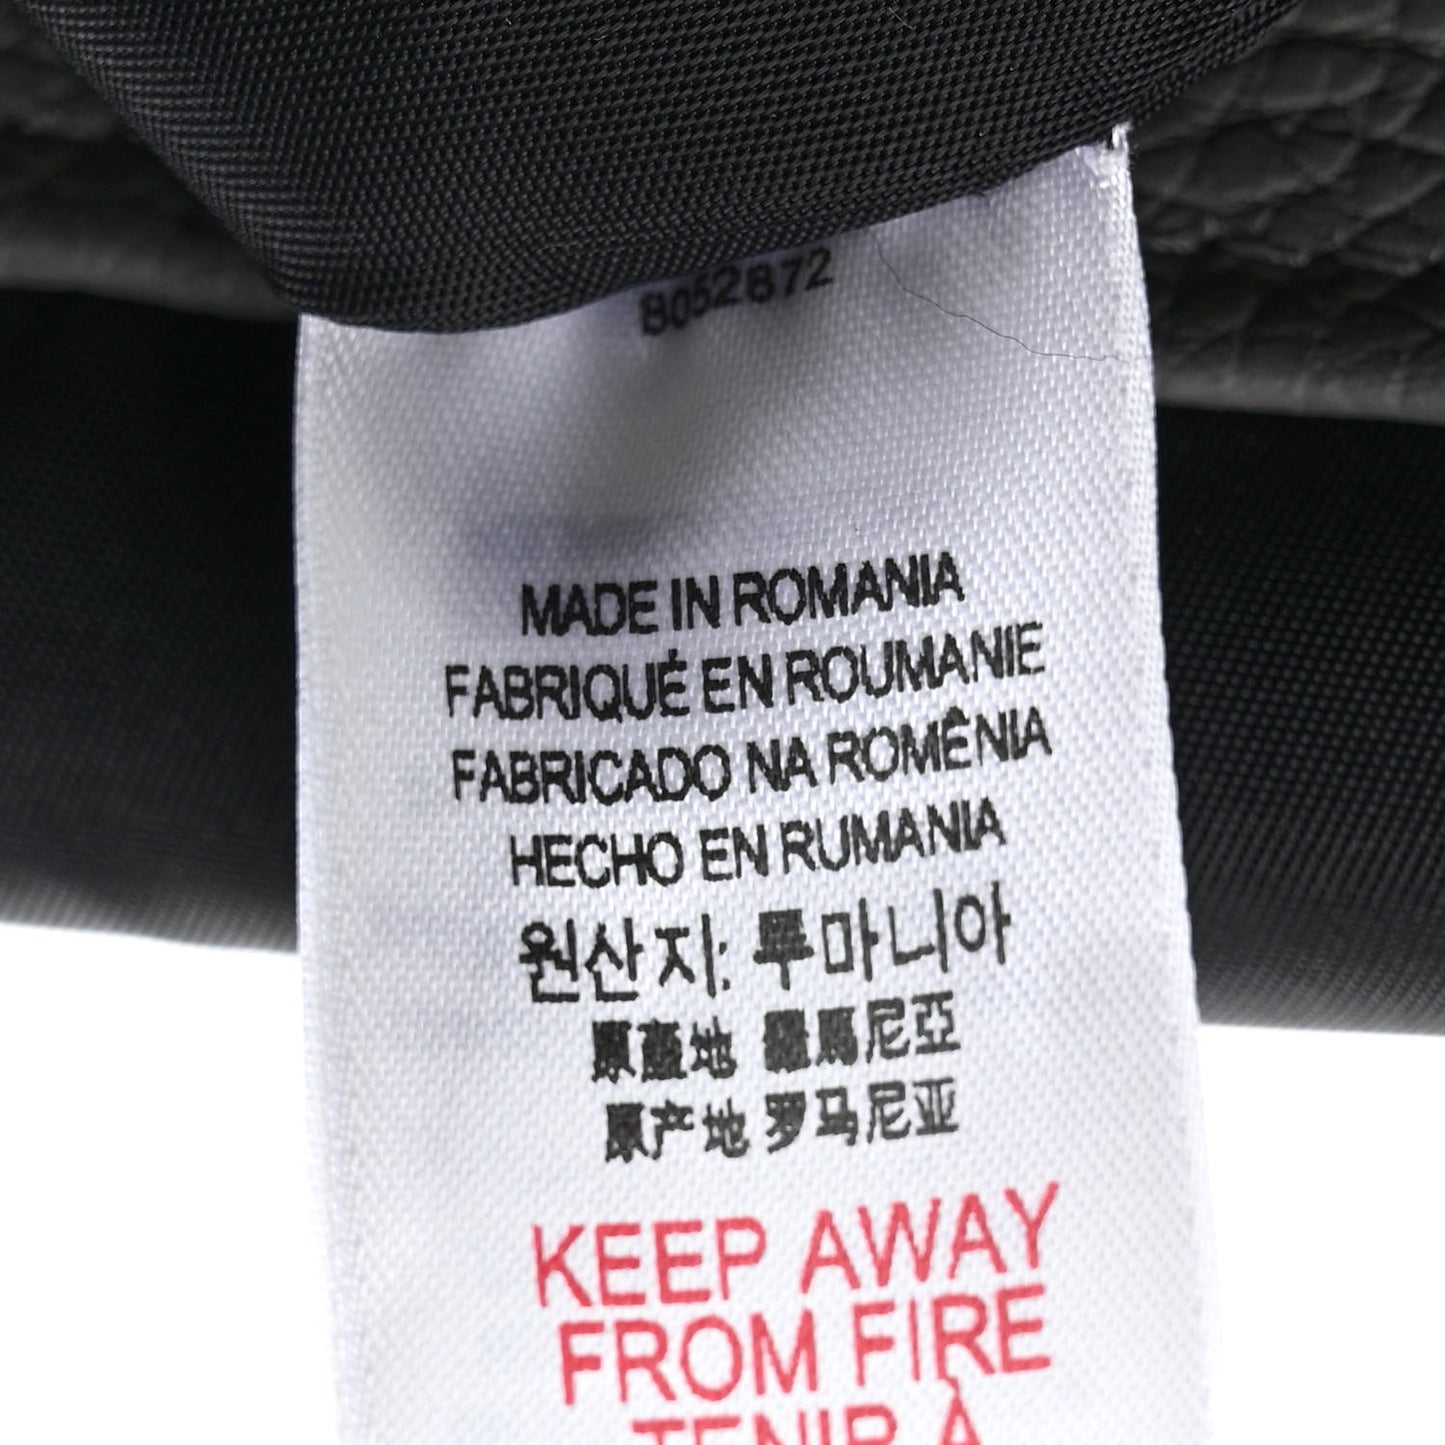 8052872
MADE IN ROMANIA
FABRIQUÉ EN ROUMANIE
FABRICADO NA ROMÊNIA
HECHO EN RUMANIA
원산지: 루마니아
原產地 羅馬尼亞
原产地 罗马尼亚
KEEP AWAY
FROM FIRE
TENIR À